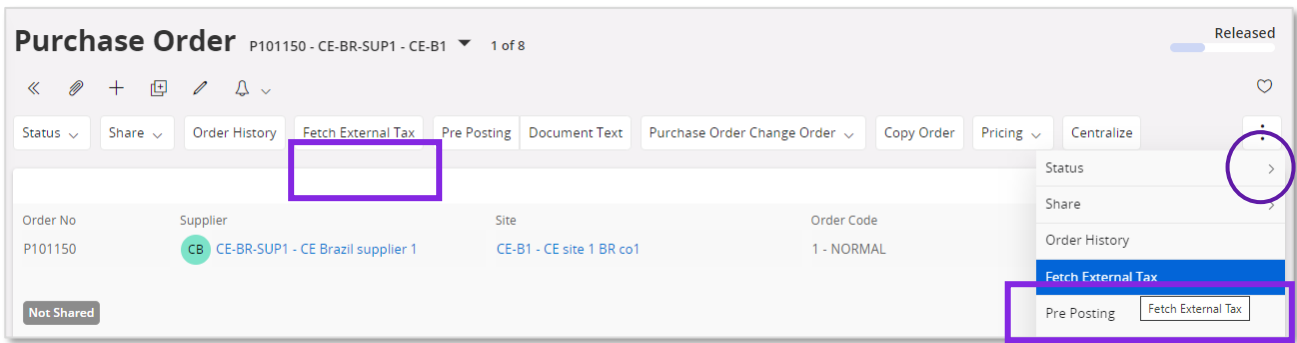 Purchase Order P101150 - CE-BR-SUP1 - CE-B1 1 of 8
Released
Status Share Order History Fetch External Tax Pre Posting Document Text Purchase Order Change Order Copy Order Pricing Centralize
Status
Share
Order History
Fetch External Tax
Pre Posting
Fetch External Tax
Order No Supplier Site Order Code
P101150 CB CE-BR-SUP1 - CE Brazil supplier 1 CE-B1 - CE site 1 BR co1 1 - NORMAL
Not Shared